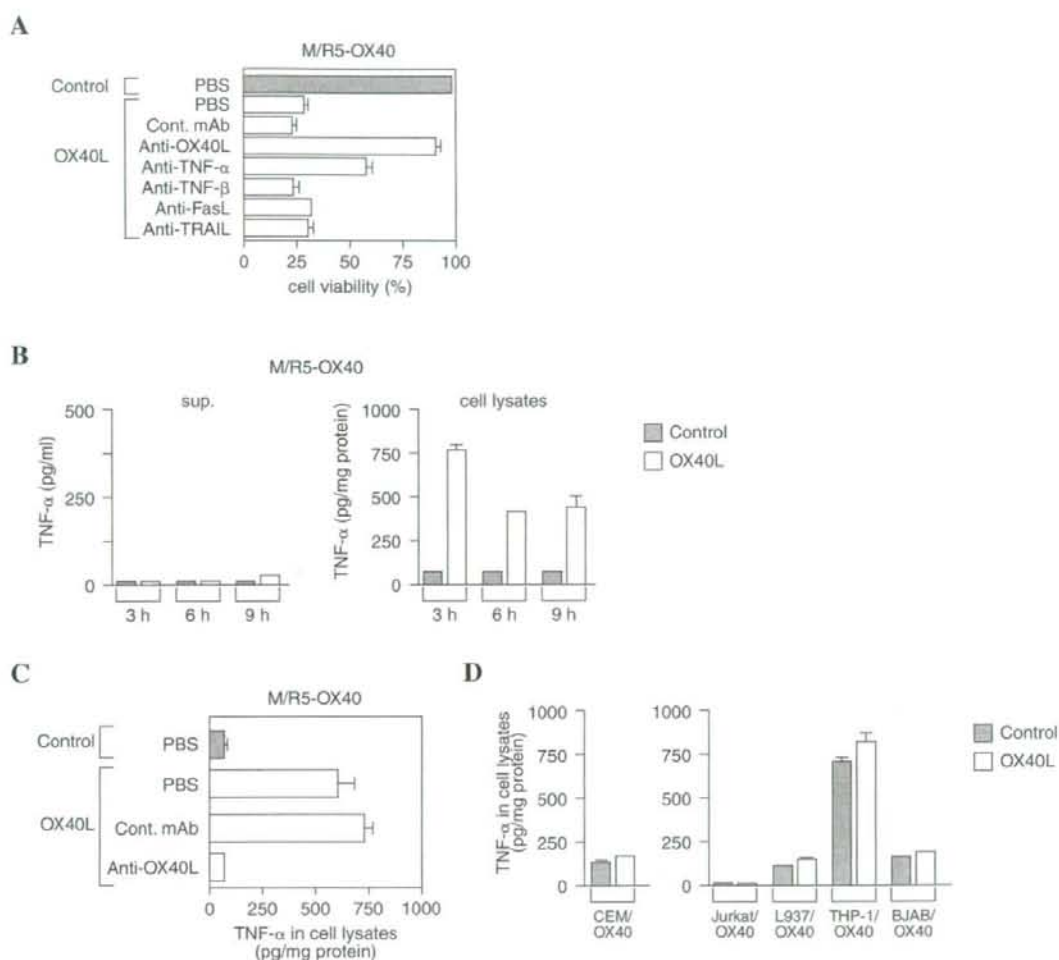 A
M/R5-OX40
Control
PBS
OX40L
PBS
Cont. mAb
Anti-OX40L
Anti-TNF-α
Anti-TNF-β
Anti-FasL
Anti-TRAIL
0 25 50 75 100
cell viability (%)
B
M/R5-OX40
sup.
TNF-α (pg/ml)
500
250
0
3 h 6 h 9 h
cell lysates
TNF-α (pg/mg protein)
1000
750
500
250
0
3 h 6 h 9 h
Control
OX40L
C
M/R5-OX40
Control
PBS
OX40L
PBS
Cont. mAb
Anti-OX40L
0 250 500 750 1000
TNF-α in cell lysates
(pg/mg protein)
D
TNF-α in cell lysates
(pg/mg protein)
1000
750
500
250
0
CEM/
OX40
1000
750
500
250
0
Jurkat/ L937/ THP-1/ BJAB/
OX40 OX40 OX40 OX40
Control
OX40L